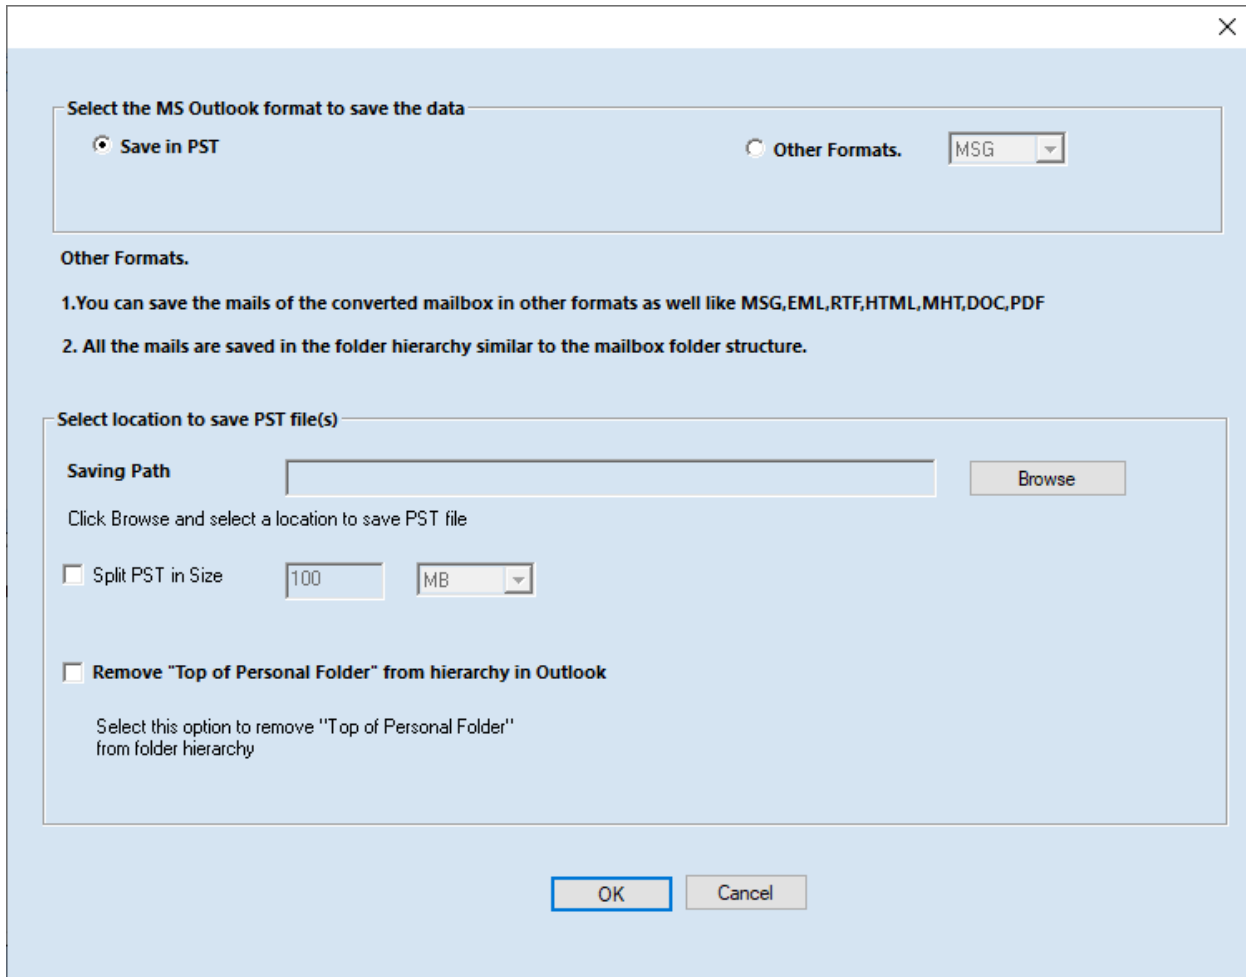 Select the MS Outlook format to save the data
Save in PST
Other Formats.
MSG
Other Formats.
1.You can save the mails of the converted mailbox in other formats as well like MSG,EML,RTF,HTML,MHT,DOC,PDF
2. All the mails are saved in the folder hierarchy similar to the mailbox folder structure.
Select location to save PST file(s)
Saving Path
Browse
Click Browse and select a location to save PST file
Split PST in Size
100
MB
Remove "Top of Personal Folder" from hierarchy in Outlook
Select this option to remove "Top of Personal Folder"
from folder hierarchy
OK
Cancel